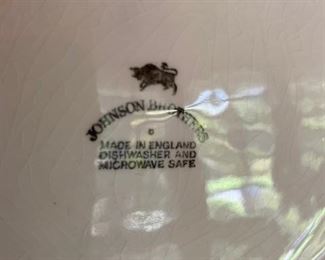 JOHNSON BROTHERS
MADE IN ENGLAND
DISHWASHER AND
MICROWAVE SAFE